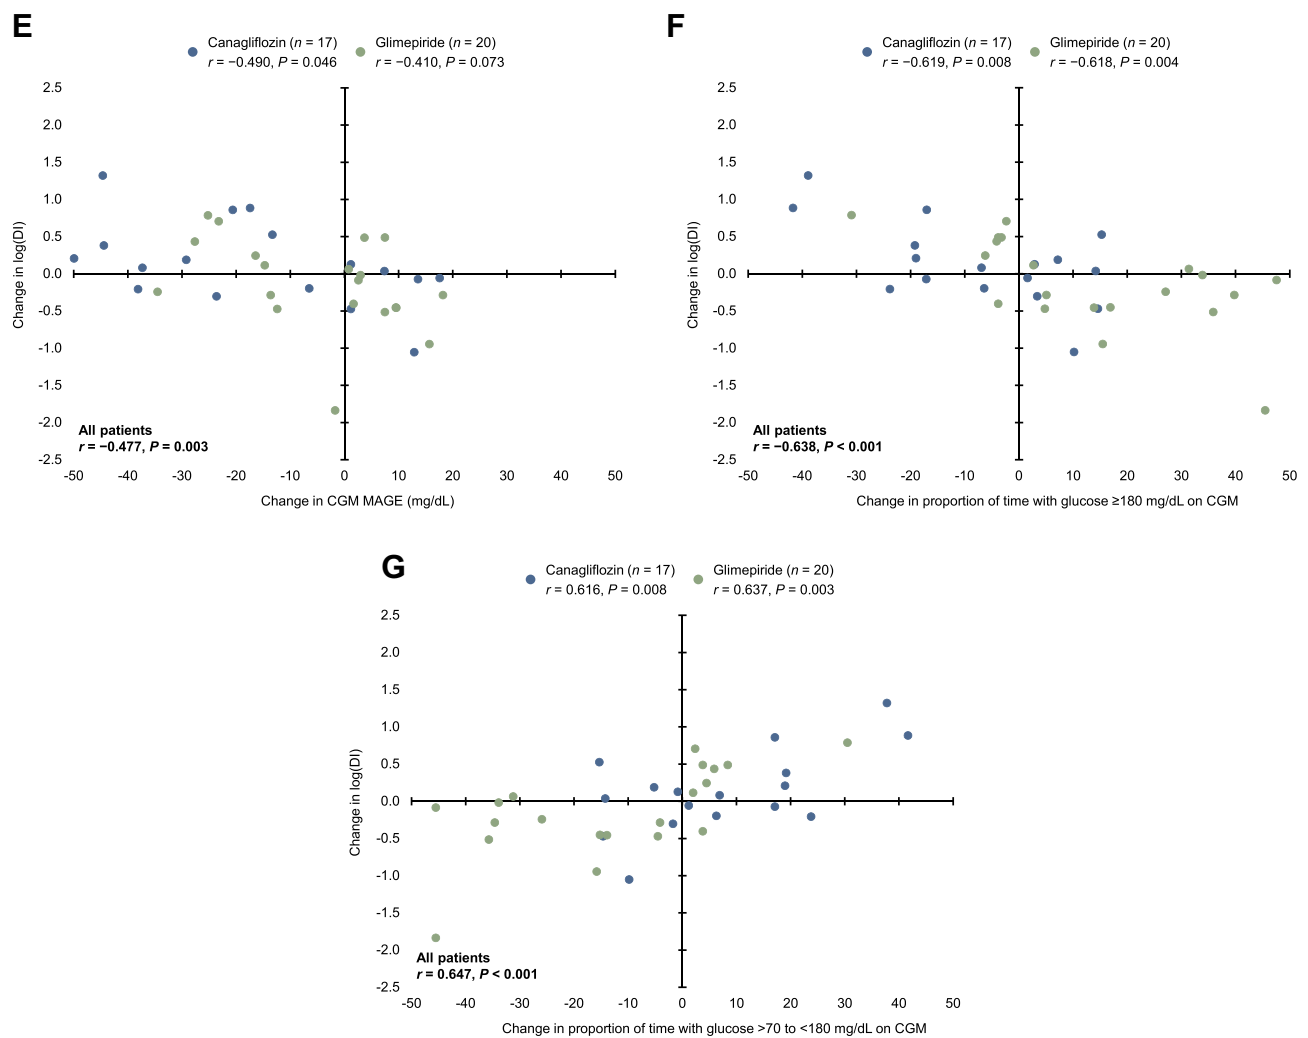 E
Canagliflozin (n = 17)
r = −0.490, P = 0.046
Glimepiride (n = 20)
r = −0.410, P = 0.073
2.5
2.0
1.5
1.0
0.5
0.0
-0.5
-1.0
-1.5
-2.0
-2.5
Change in log(DI)
All patients
r = −0.477, P = 0.003
-50 -40 -30 -20 -10 0 10 20 30 40 50
Change in CGM MAGE (mg/dL)
F
Canagliflozin (n = 17)
r = −0.619, P = 0.008
Glimepiride (n = 20)
r = −0.618, P = 0.004
2.5
2.0
1.5
1.0
0.5
0.0
-0.5
-1.0
-1.5
-2.0
-2.5
Change in log(DI)
All patients
r = −0.638, P < 0.001
-50 -40 -30 -20 -10 0 10 20 30 40 50
Change in proportion of time with glucose ≥180 mg/dL on CGM
G
Canagliflozin (n = 17)
r = 0.616, P = 0.008
Glimepiride (n = 20)
r = 0.637, P = 0.003
2.5
2.0
1.5
1.0
0.5
0.0
-0.5
-1.0
-1.5
-2.0
-2.5
Change in log(DI)
All patients
r = 0.647, P < 0.001
-50 -40 -30 -20 -10 0 10 20 30 40 50
Change in proportion of time with glucose >70 to <180 mg/dL on CGM